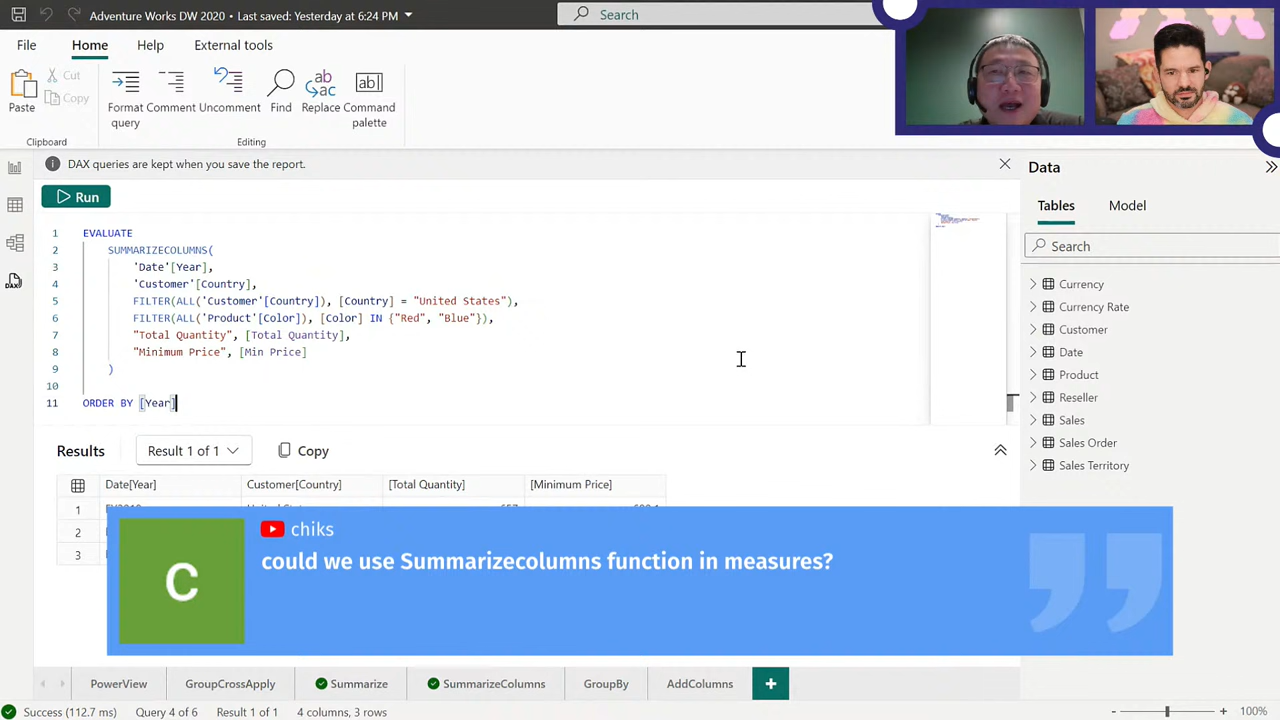 Adventure Works DW 2020 • Last saved: Yesterday at 6:24 PM
Search
File
Home
Help
External tools
Paste
Cut
Copy
Format query
Comment
Uncomment
Find
Replace
Command palette
Clipboard
Editing
DAX queries are kept when you save the report.
Run
1 EVALUATE
2 SUMMARIZECOLUMNS(
3 'Date'[Year],
4 'Customer'[Country],
5 FILTER(ALL('Customer'[Country]), [Country] = "United States"),
6 FILTER(ALL('Product'[Color]), [Color] IN {"Red", "Blue"}),
7 "Total Quantity", [Total Quantity],
8 "Minimum Price", [Min Price]
9 )
10
11 ORDER BY [Year]
Results
Result 1 of 1
Copy
Date[Year] Customer[Country] [Total Quantity] [Minimum Price]
1
2
3
chiks
could we use Summarizecolumns function in measures?
C
PowerView
GroupCrossApply
Summarize
SummarizeColumns
GroupBy
AddColumns
Success (112.7 ms)
Query 4 of 6
Result 1 of 1
4 columns, 3 rows
100%
Data
Tables
Model
Search
Currency
Currency Rate
Customer
Date
Product
Reseller
Sales
Sales Order
Sales Territory